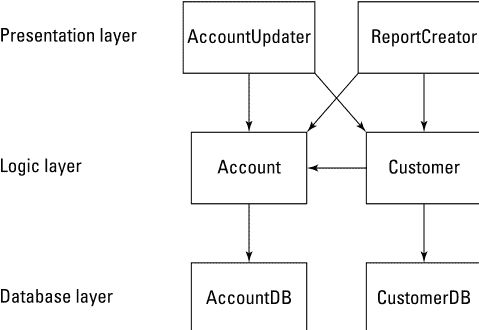 Presentation layer
AccountUpdater
ReportCreator
Logic layer
Account
Customer
Database layer
AccountDB
CustomerDB